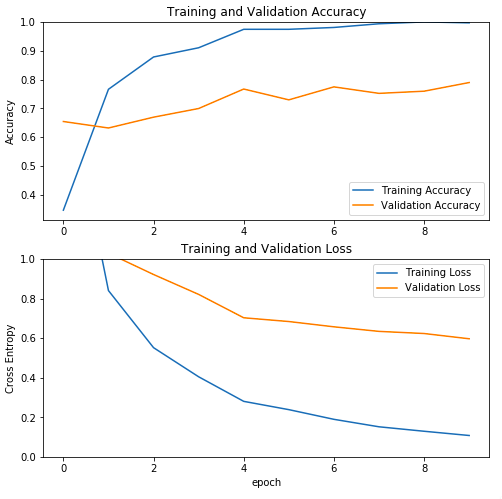 Training and Validation Accuracy
1.0
0.9
0.8
0.7
0.6
0.5
0.4
Accuracy
Training Accuracy
Validation Accuracy
0 2 4 6 8
Training and Validation Loss
1.0
0.8
0.6
0.4
0.2
0.0
Cross Entropy
Training Loss
Validation Loss
0 2 4 6 8
epoch